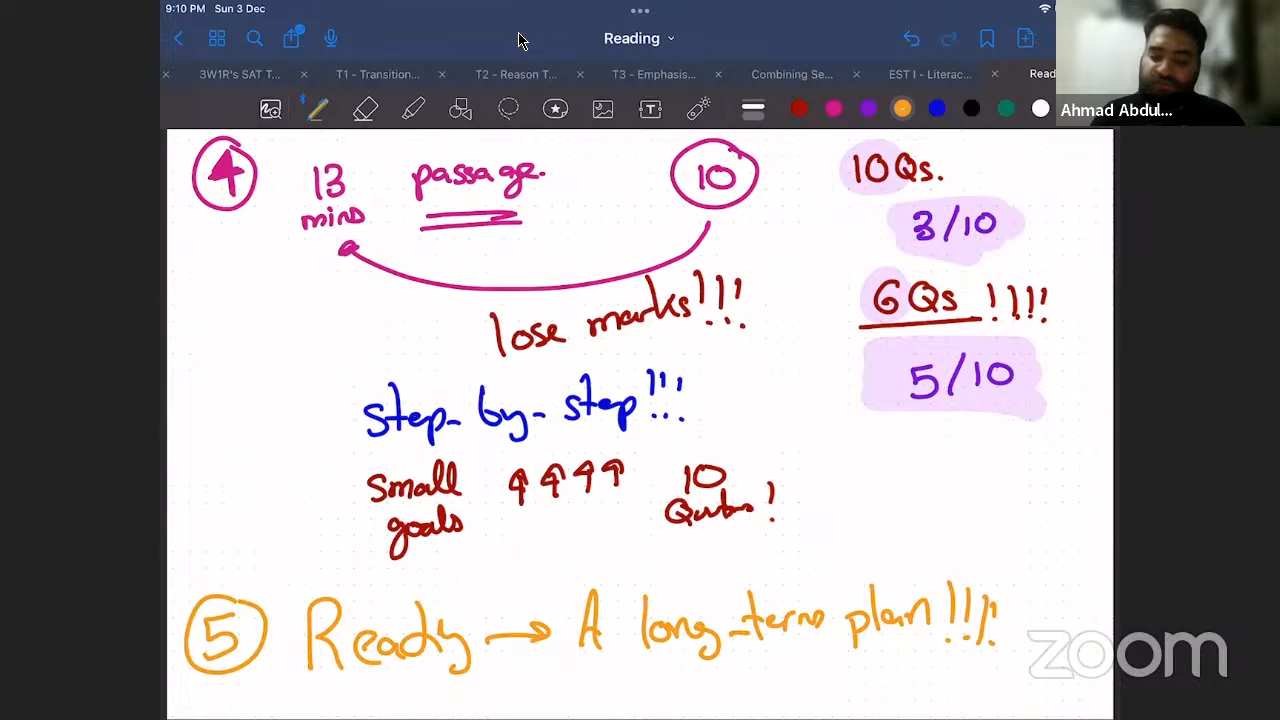 9:10 PM Sun 3 Dec
Reading
3W1R's SAT T...
T1 - Transition...
T2 - Reason T...
T3 - Emphasis...
Combining Se...
EST I - Literac...
Read
Ahmad Abdul...
4 13 mins passage. 10
lose marks!!!
step-by-step!!!
small goals 10
10Qs.
3/10
6Qs !!!!
5/10
5 Ready → A long-term plan!!!!
zoom